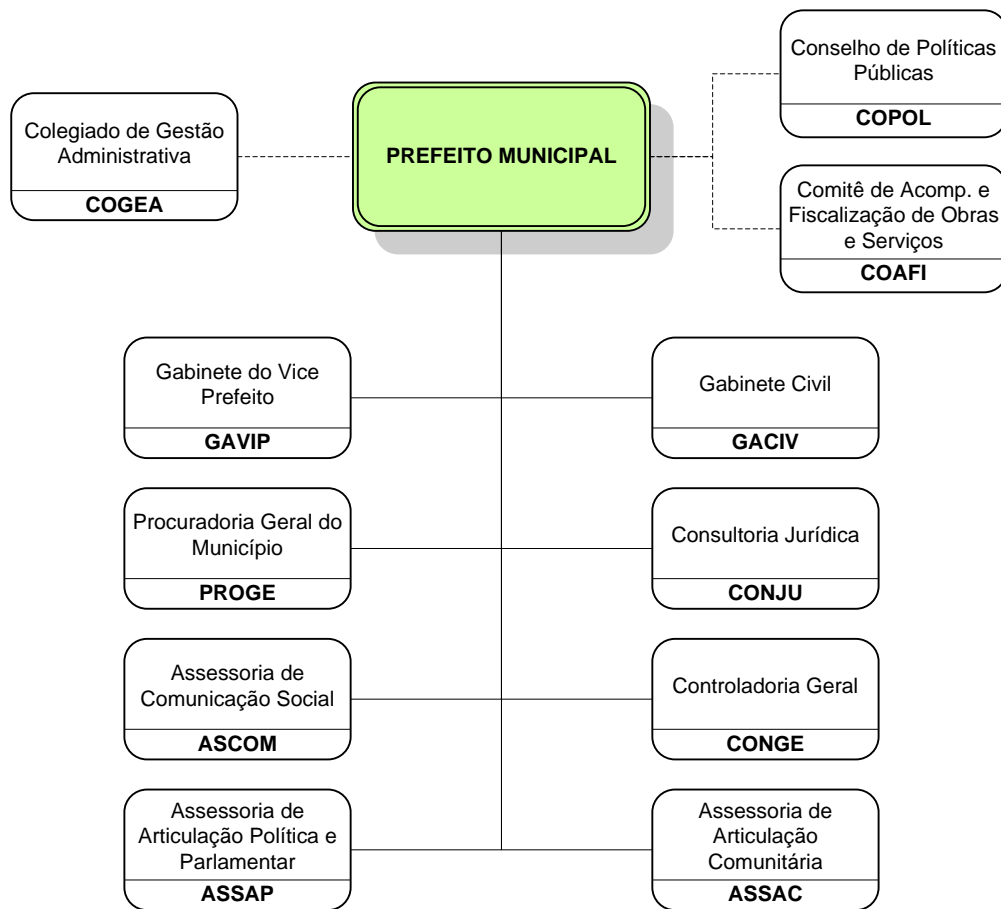 Conselho de Políticas
Públicas
COPOL
Colegiado de Gestão
Administrativa
COGEA
PREFEITO MUNICIPAL
Comitê de Acomp. e
Fiscalização de Obras
e Serviços
COAFI
Gabinete do Vice
Prefeito
GAVIP
Gabinete Civil
GACIV
Procuradoria Geral do
Município
PROGE
Consultoria Jurídica
CONJU
Assessoria de
Comunicação Social
ASCOM
Controladoria Geral
CONGE
Assessoria de
Articulação Política e
Parlamentar
ASSAP
Assessoria de
Articulação
Comunitária
ASSAC